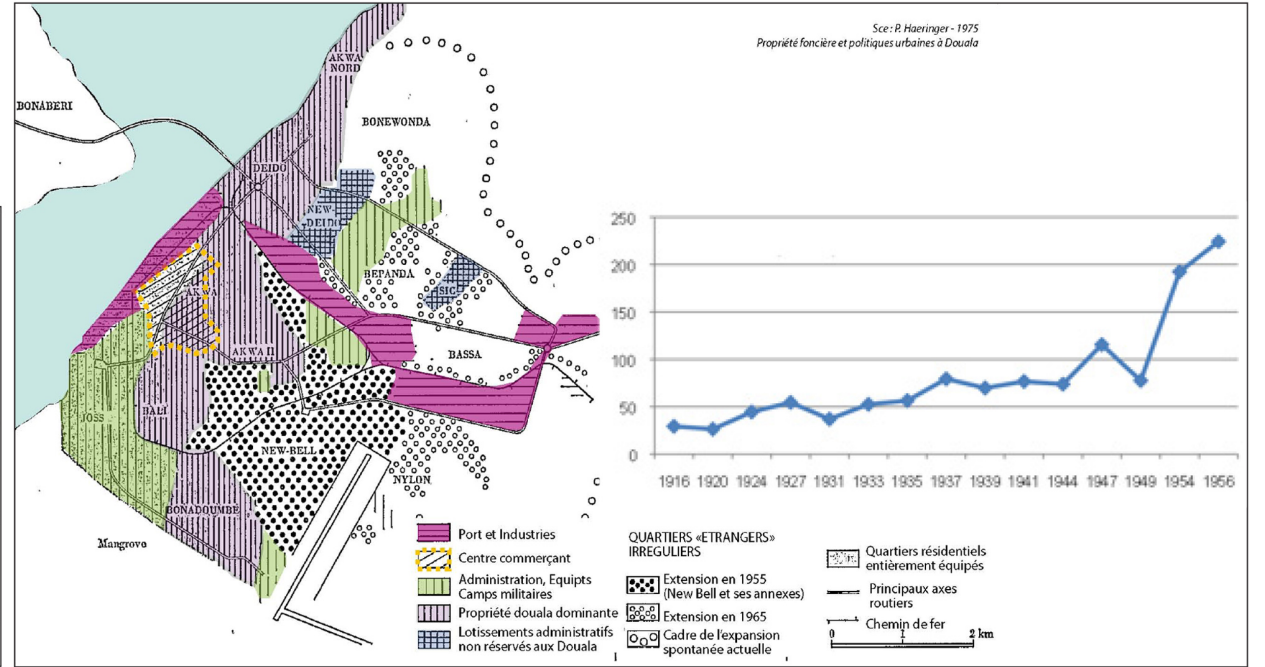 Sce : P. Haeringer - 1975
Propriété foncière et politiques urbaines à Douala
AKWA
NORD
BONABERI
BONEWONDA
DEIDO
NEW-
DEIDO
BEPANDA
SIC
AKWA
BASSA
AKWA II
BALI
JOSS
NEW-BELL
NYLON
BONADOUMBE
Mangrove
250
200
150
100
50
0
1916 1920 1924 1927 1931 1933 1935 1937 1939 1941 1944 1947 1949 1954 1956
Port et Industries
Centre commerçant
Administration, Equipts
Camps militaires
Propriété douala dominante
Lotissements administratifs
non réservés aux Douala
QUARTIERS «ETRANGERS»
IRREGULIERS
Extension en 1955
(New Bell et ses annexes)
Extension en 1965
Cadre de l'expansion
spontanée actuelle
Quartiers résidentiels
entièrement équipés
Principaux axes
routiers
Chemin de fer
0 1 2 km